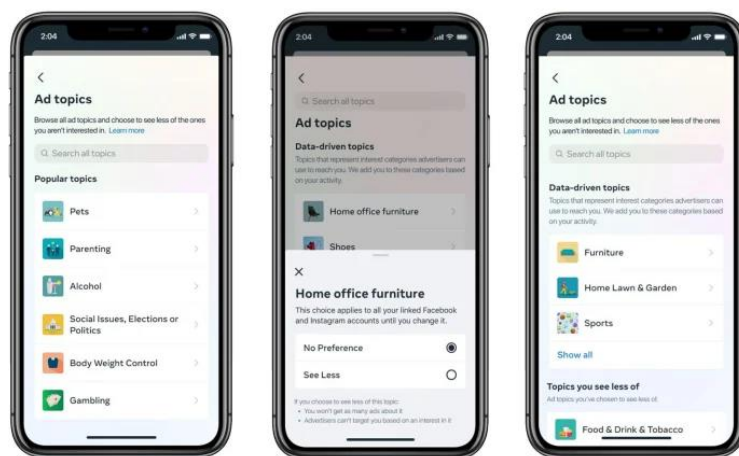 2:04
Ad topics
Browse all ad topics and choose to see less of the ones
you aren't interested in. Learn more
Search all topics
Popular topics
Pets
Parenting
Alcohol
Social Issues, Elections or
Politics
Body Weight Control
Gambling
2:04
Search all topics
Ad topics
Data-driven topics
Topics that represent interest categories advertisers can
use to reach you. We add you to these categories based
on your activity.
Home office furniture
Shoes
Home office furniture
This choice applies to all your linked Facebook
and Instagram accounts until you change it.
No Preference
See Less
If you choose to see less of this topic:
• You won't get as many ads about it
• Advertisers can't target you based on an interest in it
2:04
Ad topics
Browse all ad topics and choose to see less of the ones
you aren't interested in. Learn more
Search all topics
Data-driven topics
Topics that represent interest categories advertisers can
use to reach you. We add you to these categories based
on your activity.
Furniture
Home Lawn & Garden
Sports
Show all
Topics you see less of
Ad topics you've chosen to see less of.
Food & Drink & Tobacco